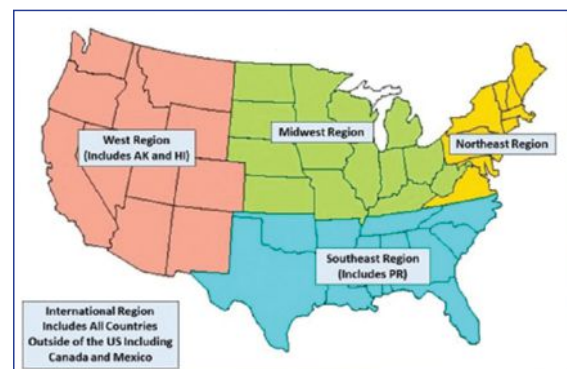 West Region
(Includes AK and HI)
Midwest Region
Northeast Region
Southeast Region
(Includes PR)
International Region
Includes All Countries
Outside of the US Including
Canada and Mexico